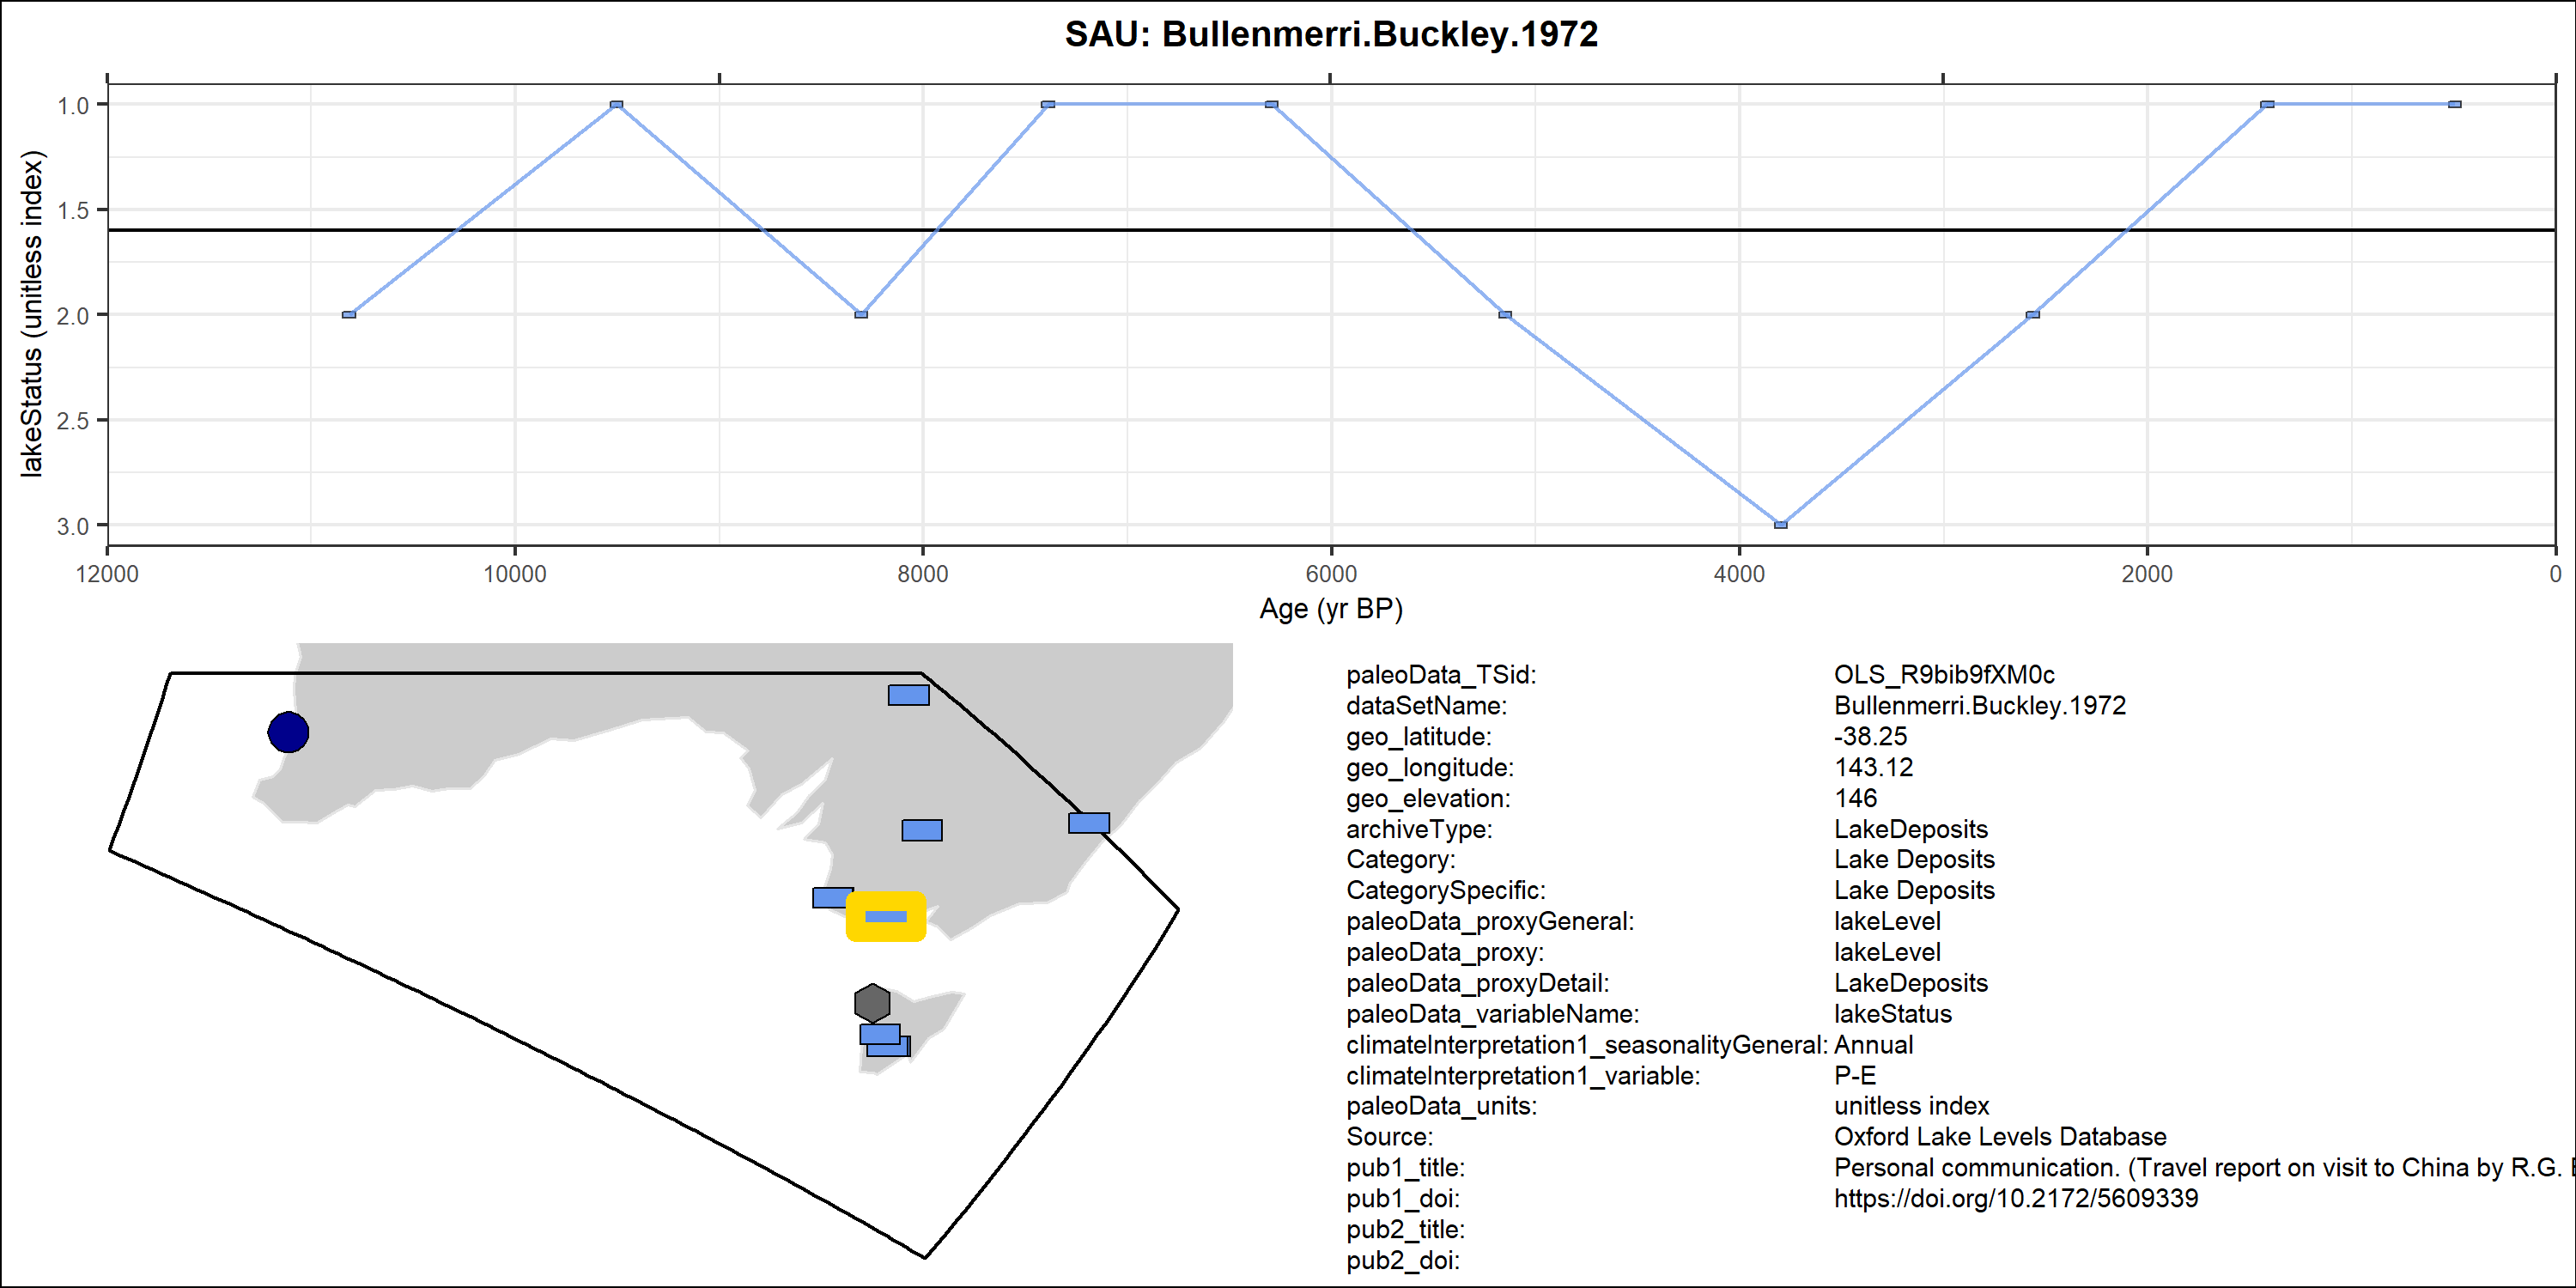 SAU: Bullenmerri.Buckley.1972
lakeStatus (unitless index)
1.0
1.5
2.0
2.5
3.0
12000 10000 8000 6000 4000 2000 0
Age (yr BP)
paleoData_TSid: OLS_R9bib9fXM0c
dataSetName: Bullenmerri.Buckley.1972
geo_latitude: -38.25
geo_longitude: 143.12
geo_elevation: 146
archiveType: LakeDeposits
Category: Lake Deposits
CategorySpecific: Lake Deposits
paleoData_proxyGeneral: lakeLevel
paleoData_proxy: lakeLevel
paleoData_proxyDetail: LakeDeposits
paleoData_variableName: lakeStatus
climateInterpretation1_seasonalityGeneral: Annual
climateInterpretation1_variable: P-E
paleoData_units: unitless index
Source: Oxford Lake Levels Database
pub1_title: Personal communication. (Travel report on visit to China by R.G.
pub1_doi: https://doi.org/10.2172/5609339
pub2_title:
pub2_doi: